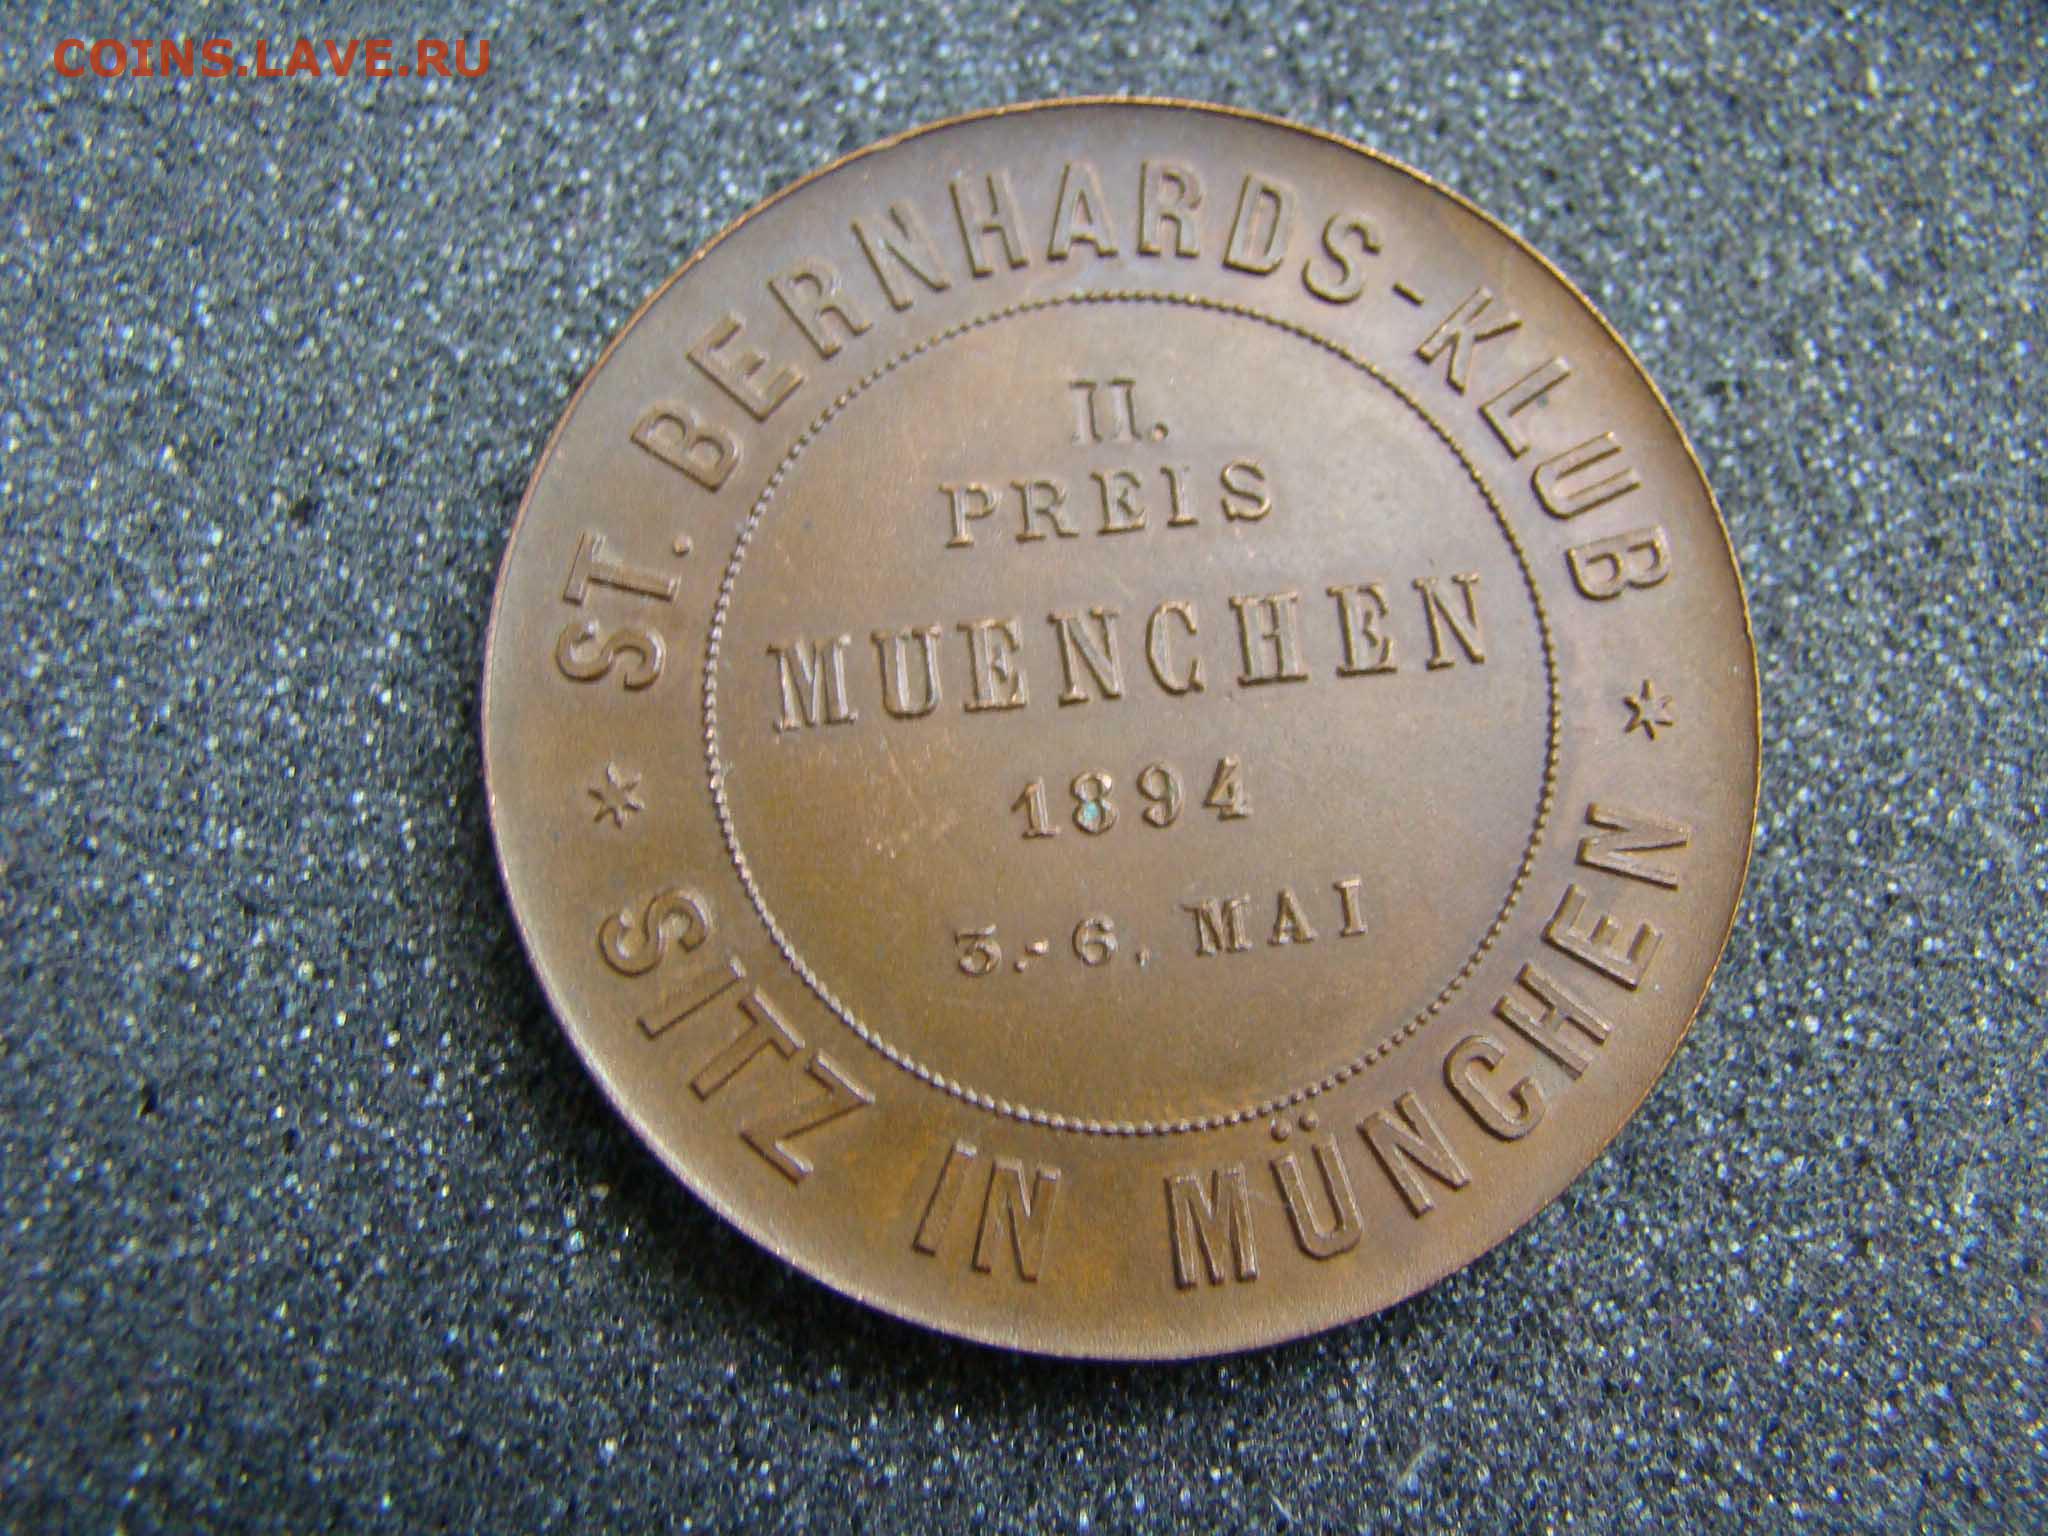 COINS.LAVE.RU
ST. BERNHARDS-KLUB
II.
PREIS
MUENCHEN
1894
3.-6. MAI
* SITZ IN MÜNCHEN *